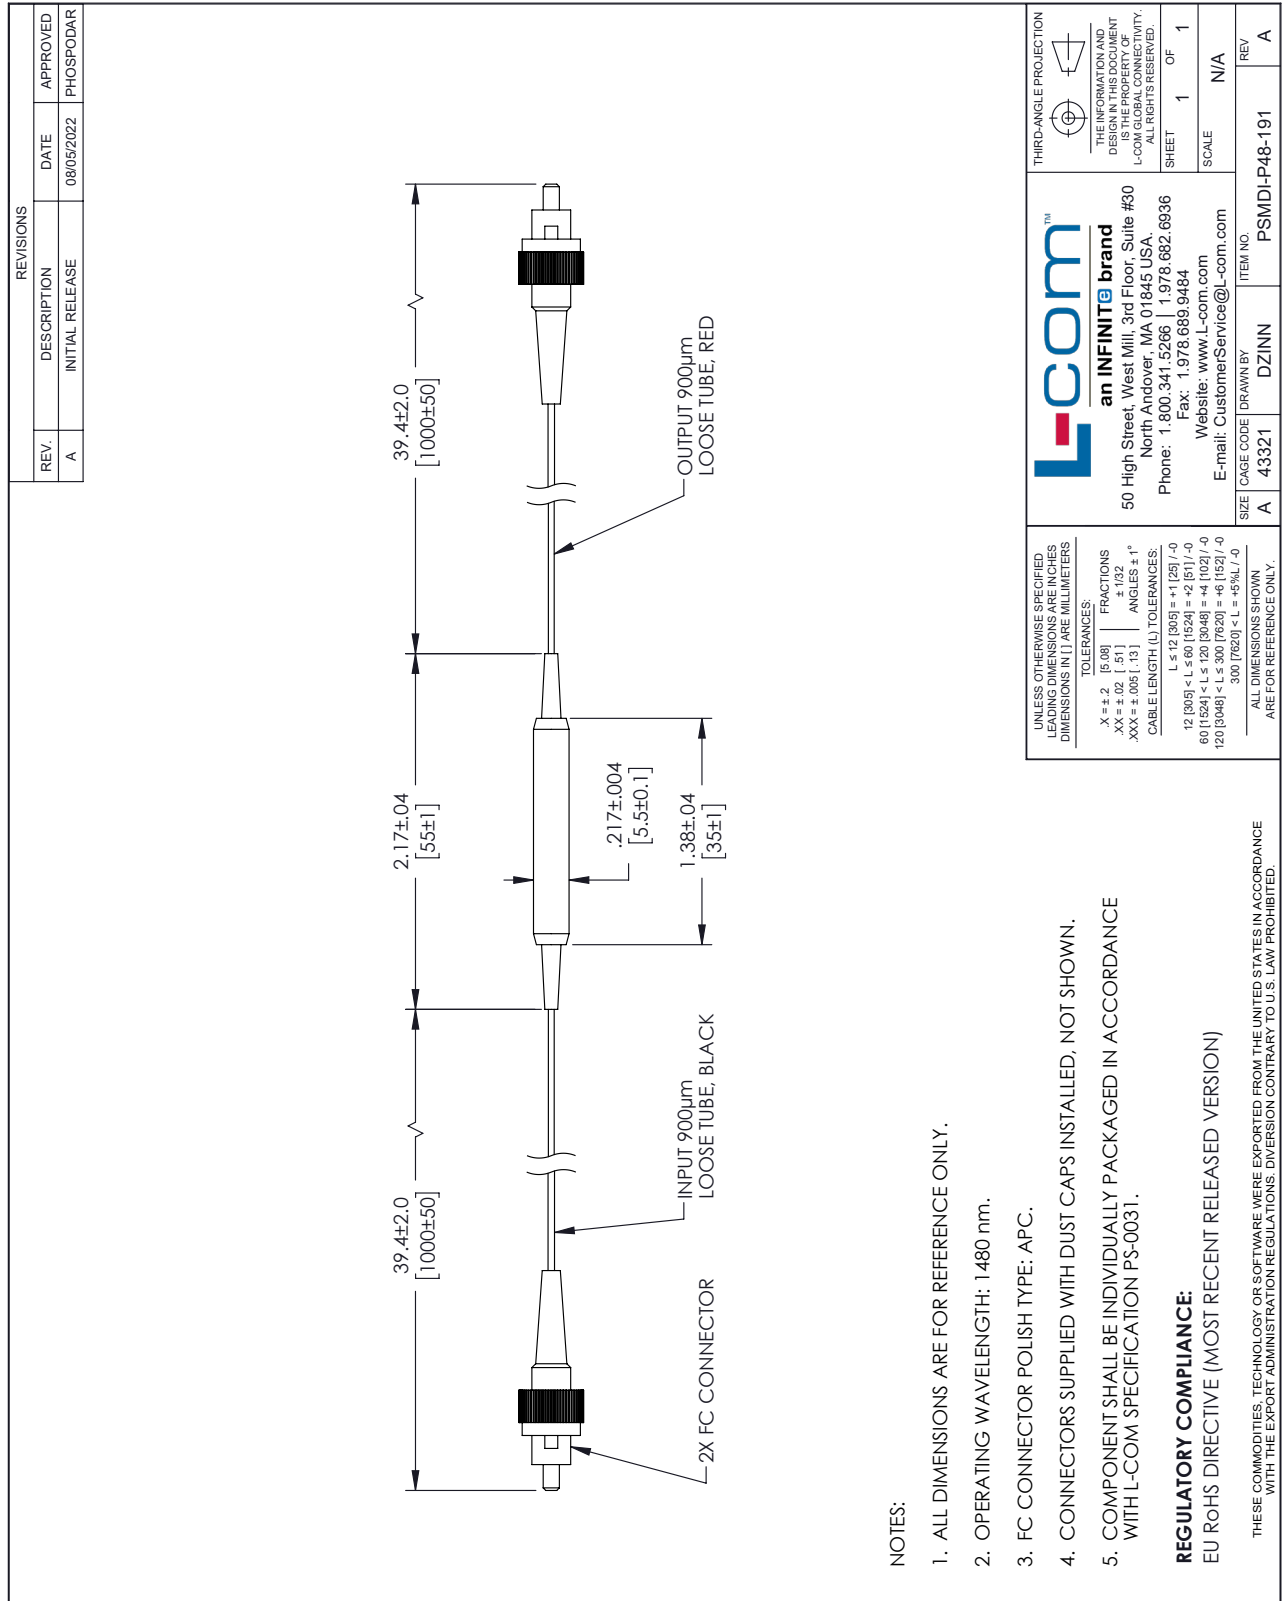 REVISIONS
REV. DESCRIPTION DATE APPROVED
A INITIAL RELEASE 08/05/2022 PHOSPODAR
39.4±2.0
[1000±50]
2.17±.04
[55±1]
39.4±2.0
[1000±50]
.217±.004
[5.5±0.1]
1.38±.04
[35±1]
2X FC CONNECTOR
INPUT 900µm
LOOSE TUBE, BLACK
OUTPUT 900µm
LOOSE TUBE, RED
NOTES:
1. ALL DIMENSIONS ARE FOR REFERENCE ONLY.
2. OPERATING WAVELENGTH: 1480 nm.
3. FC CONNECTOR POLISH TYPE: APC.
4. CONNECTORS SUPPLIED WITH DUST CAPS INSTALLED, NOT SHOWN.
5. COMPONENT SHALL BE INDIVIDUALLY PACKAGED IN ACCORDANCE
WITH L-COM SPECIFICATION PS-0031.
REGULATORY COMPLIANCE:
EU RoHS DIRECTIVE (MOST RECENT RELEASED VERSION)
THESE COMMODITIES, TECHNOLOGY OR SOFTWARE WERE EXPORTED FROM THE UNITED STATES IN ACCORDANCE
WITH THE EXPORT ADMINISTRATION REGULATIONS. DIVERSION CONTRARY TO U.S. LAW PROHIBITED.
UNLESS OTHERWISE SPECIFIED
LEADING DIMENSIONS ARE INCHES
DIMENSIONS IN [ ] ARE MILLIMETERS
TOLERANCES:
.X = ± .2 [5.08] FRACTIONS
.XX = ± .02 [ .51] ± 1/32
.XXX = ± .005 [ .13] ANGLES ± 1°
CABLE LENGTH (L) TOLERANCES:
L ≤ 12 [305] = +1 [25] / -0
12 [305] < L ≤ 60 [1524] = +2 [51] / -0
60 [1524] < L ≤ 120 [3048] = +4 [102] / -0
120 [3048] < L ≤ 300 [7620] = +6 [152] / -0
300 [7620] < L = +5%L / -0
ALL DIMENSIONS SHOWN
ARE FOR REFERENCE ONLY.
L-com™
an INFINITe brand
50 High Street, West Mill, 3rd Floor, Suite #30
North Andover, MA 01845 USA.
Phone: 1.800.341.5266 | 1.978.682.6936
Fax: 1.978.689.9484
Website: www.L-com.com
E-mail: CustomerService@L-com.com
THIRD-ANGLE PROJECTION
THE INFORMATION AND
DESIGN IN THIS DOCUMENT
IS THE PROPERTY OF
L-COM GLOBAL CONNECTIVITY.
ALL RIGHTS RESERVED.
SHEET 1 OF 1
SCALE N/A
SIZE A CAGE CODE 43321 DRAWN BY DZINN ITEM NO. PSMDI-P48-191 REV A